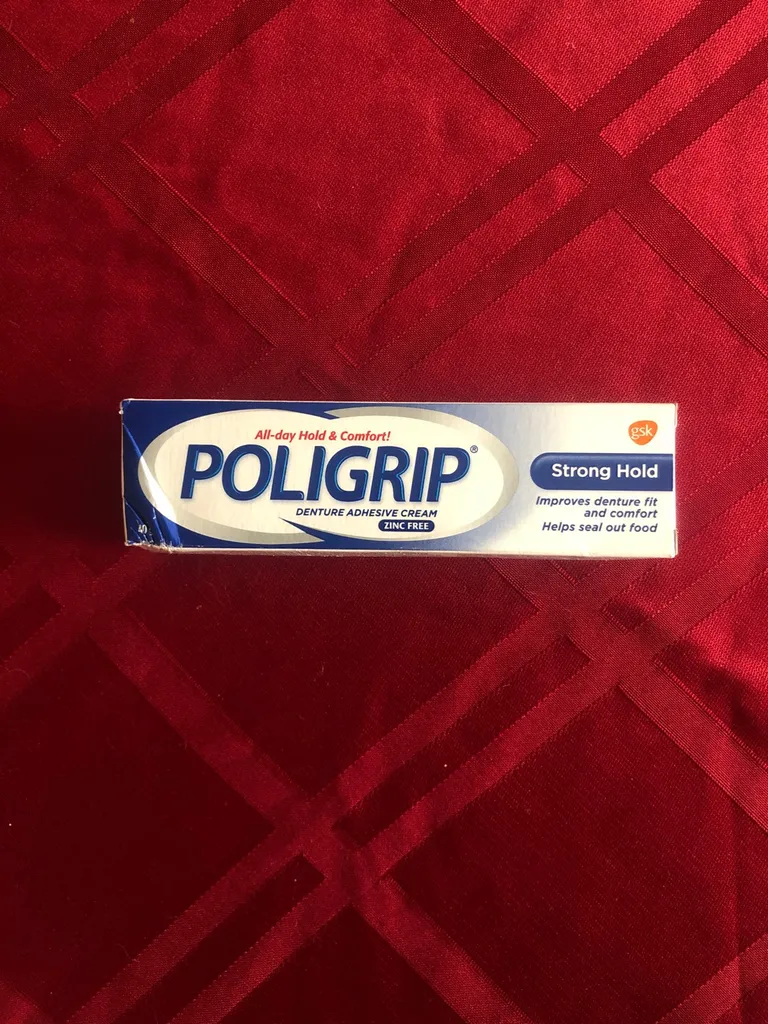 All-day Hold & Comfort!
POLIGRIP®
DENTURE ADHESIVE CREAM
ZINC FREE
gsk
Strong Hold
Improves denture fit
and comfort
Helps seal out food